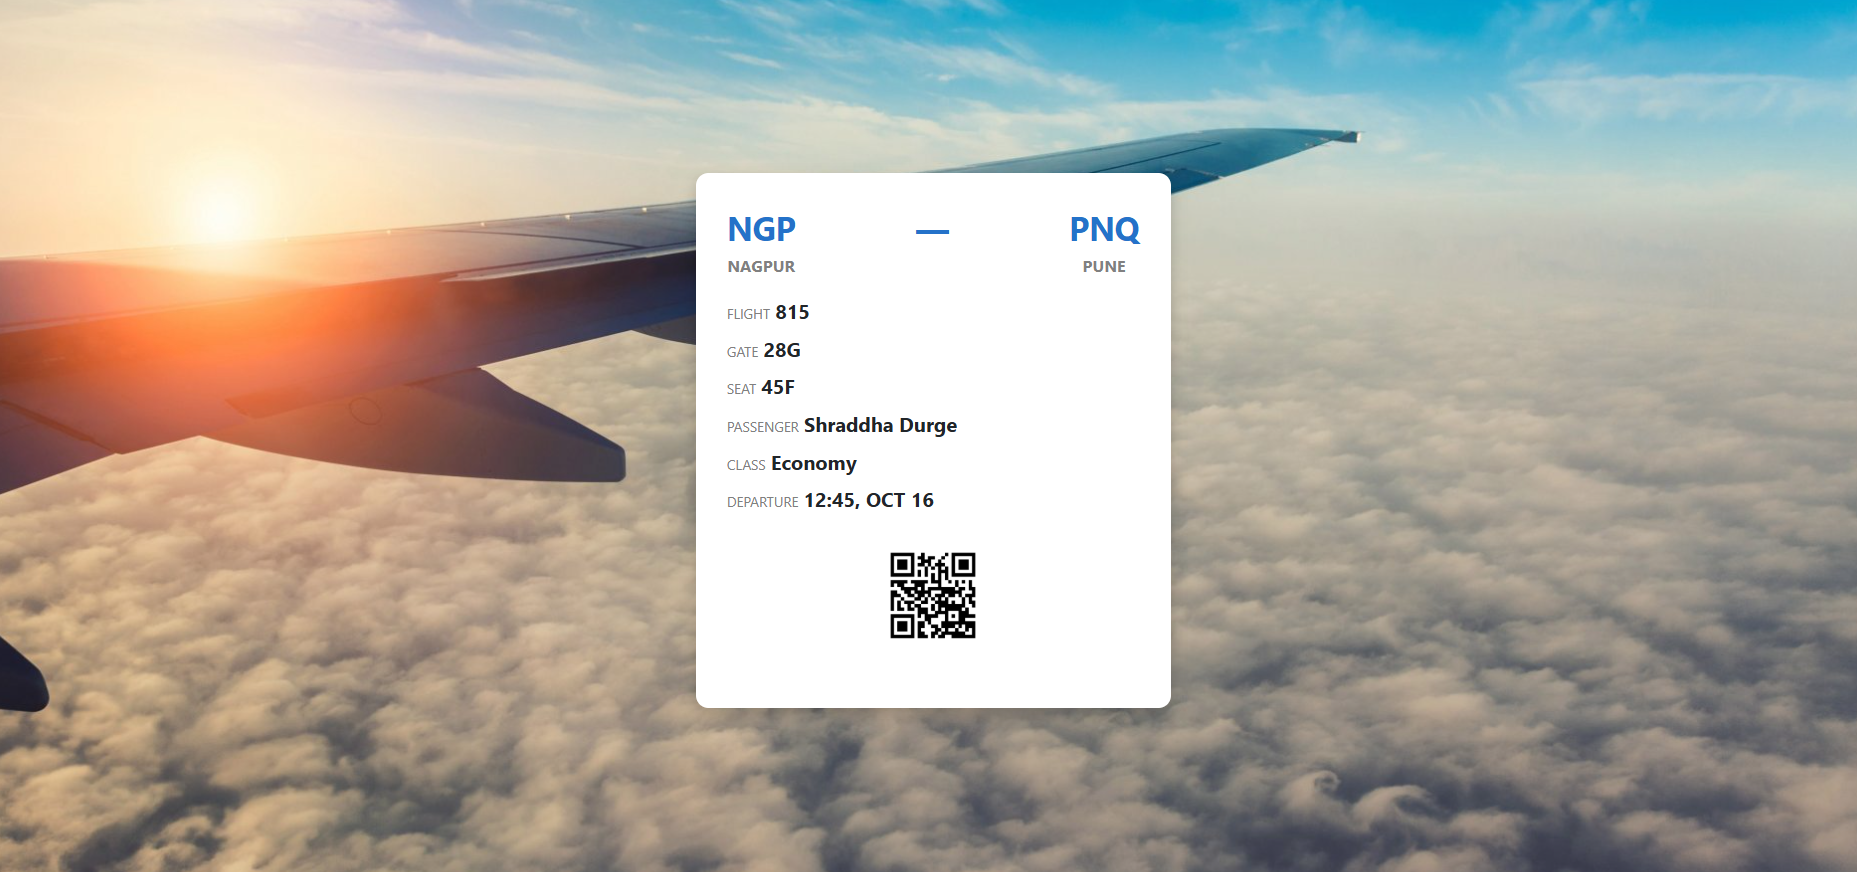 NGP — PNQ
NAGPUR PUNE
FLIGHT 815
GATE 28G
SEAT 45F
PASSENGER Shraddha Durge
CLASS Economy
DEPARTURE 12:45, OCT 16